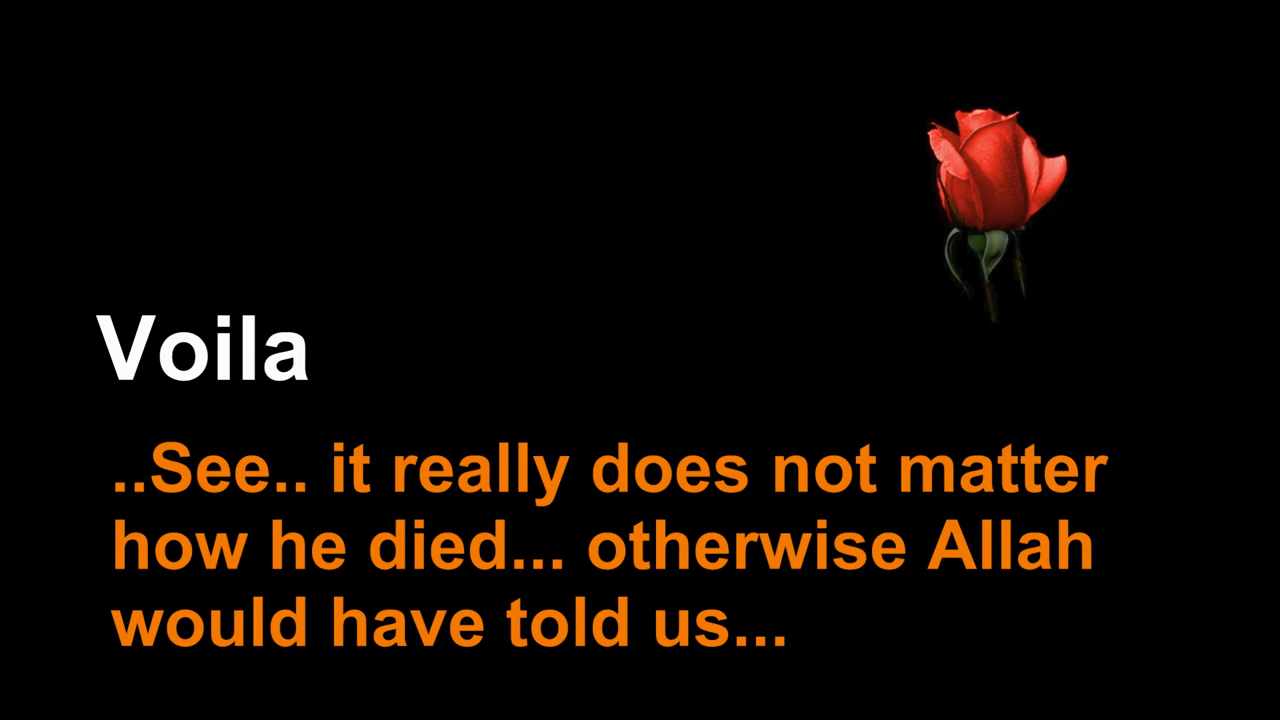 Voila
..See.. it really does not matter
how he died... otherwise Allah
would have told us...